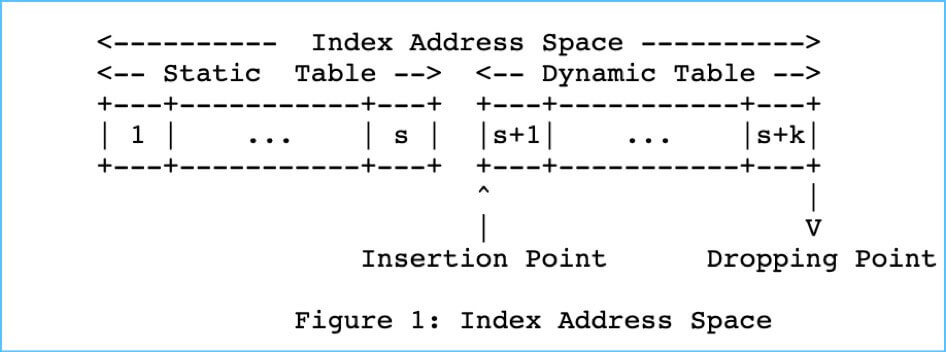 <----------  Index Address Space ---------->
<-- Static  Table -->  <-- Dynamic Table -->
+---+-----------+---+  +---+-----------+---+
| 1 |    ...    | s |  |s+1|    ...    |s+k|
+---+-----------+---+  +---+-----------+---+
                       ^                   |
                       |                   V
                Insertion Point      Dropping Point
            Figure 1: Index Address Space